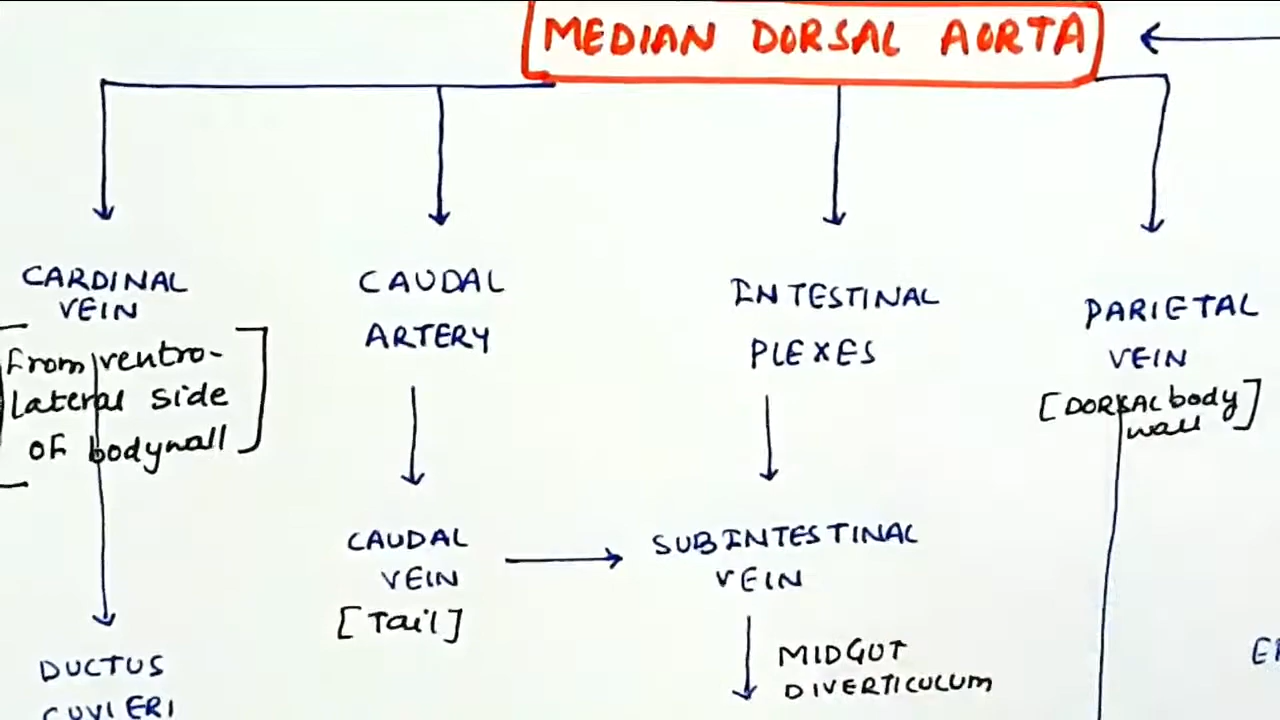 MEDIAN DORSAL AORTA
CARDINAL
VEIN
[From ventro-
lateral side
of bodywall]
CAUDAL
ARTERY
INTESTINAL
PLEXES
PARIETAL
VEIN
[DORSAL body
wall]
CAUDAL
VEIN
[Tail]
SUBINTESTINAL
VEIN
MIDGUT
DIVERTICULUM
DUCTUS
CUVIERI